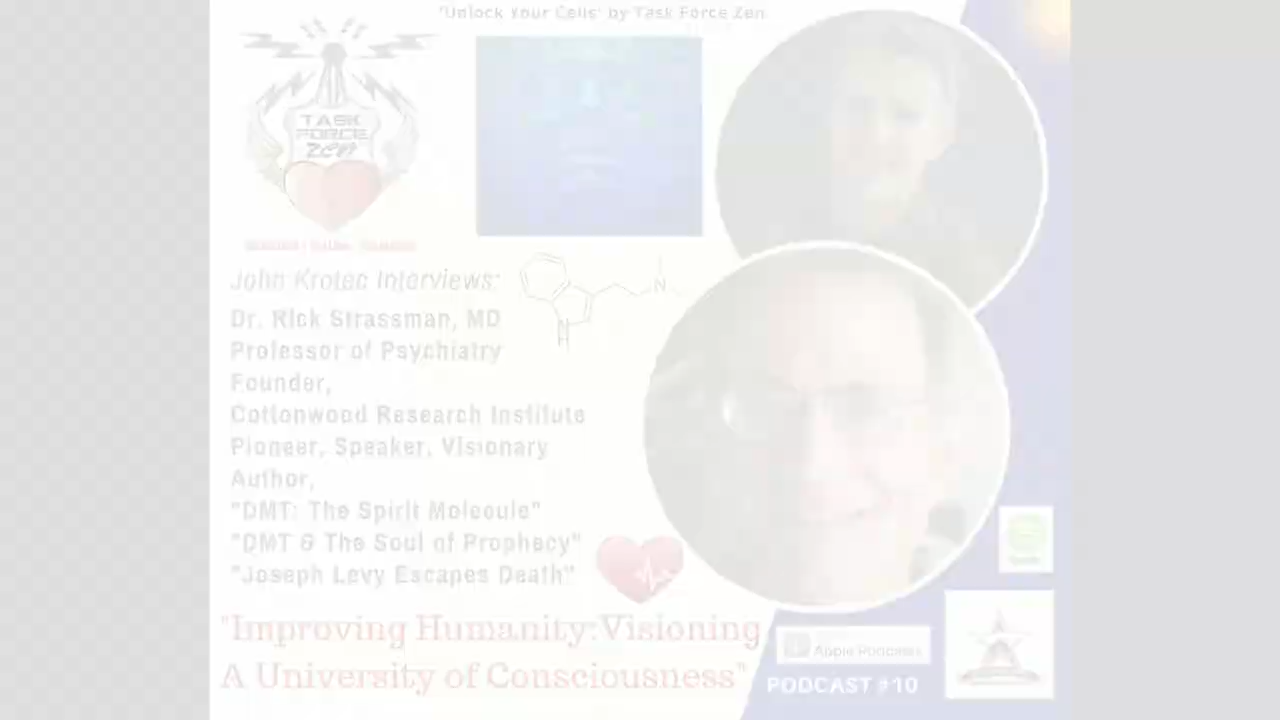 "Unlock Your Cells" by Task Force Zen
TASK
FORCE
ZEN
John Krotec Interviews:
Dr. Rick Strassman, MD
Professor of Psychiatry
Founder,
Cottonwood Research Institute
Pioneer, Speaker, Visionary
Author,
"DMT: The Spirit Molecule"
"DMT & The Soul of Prophecy"
"Joseph Levy Escapes Death"
"Improving Humanity:Visioning
A University of Consciousness"
N
N
H
Apple Podcasts
PODCAST #10